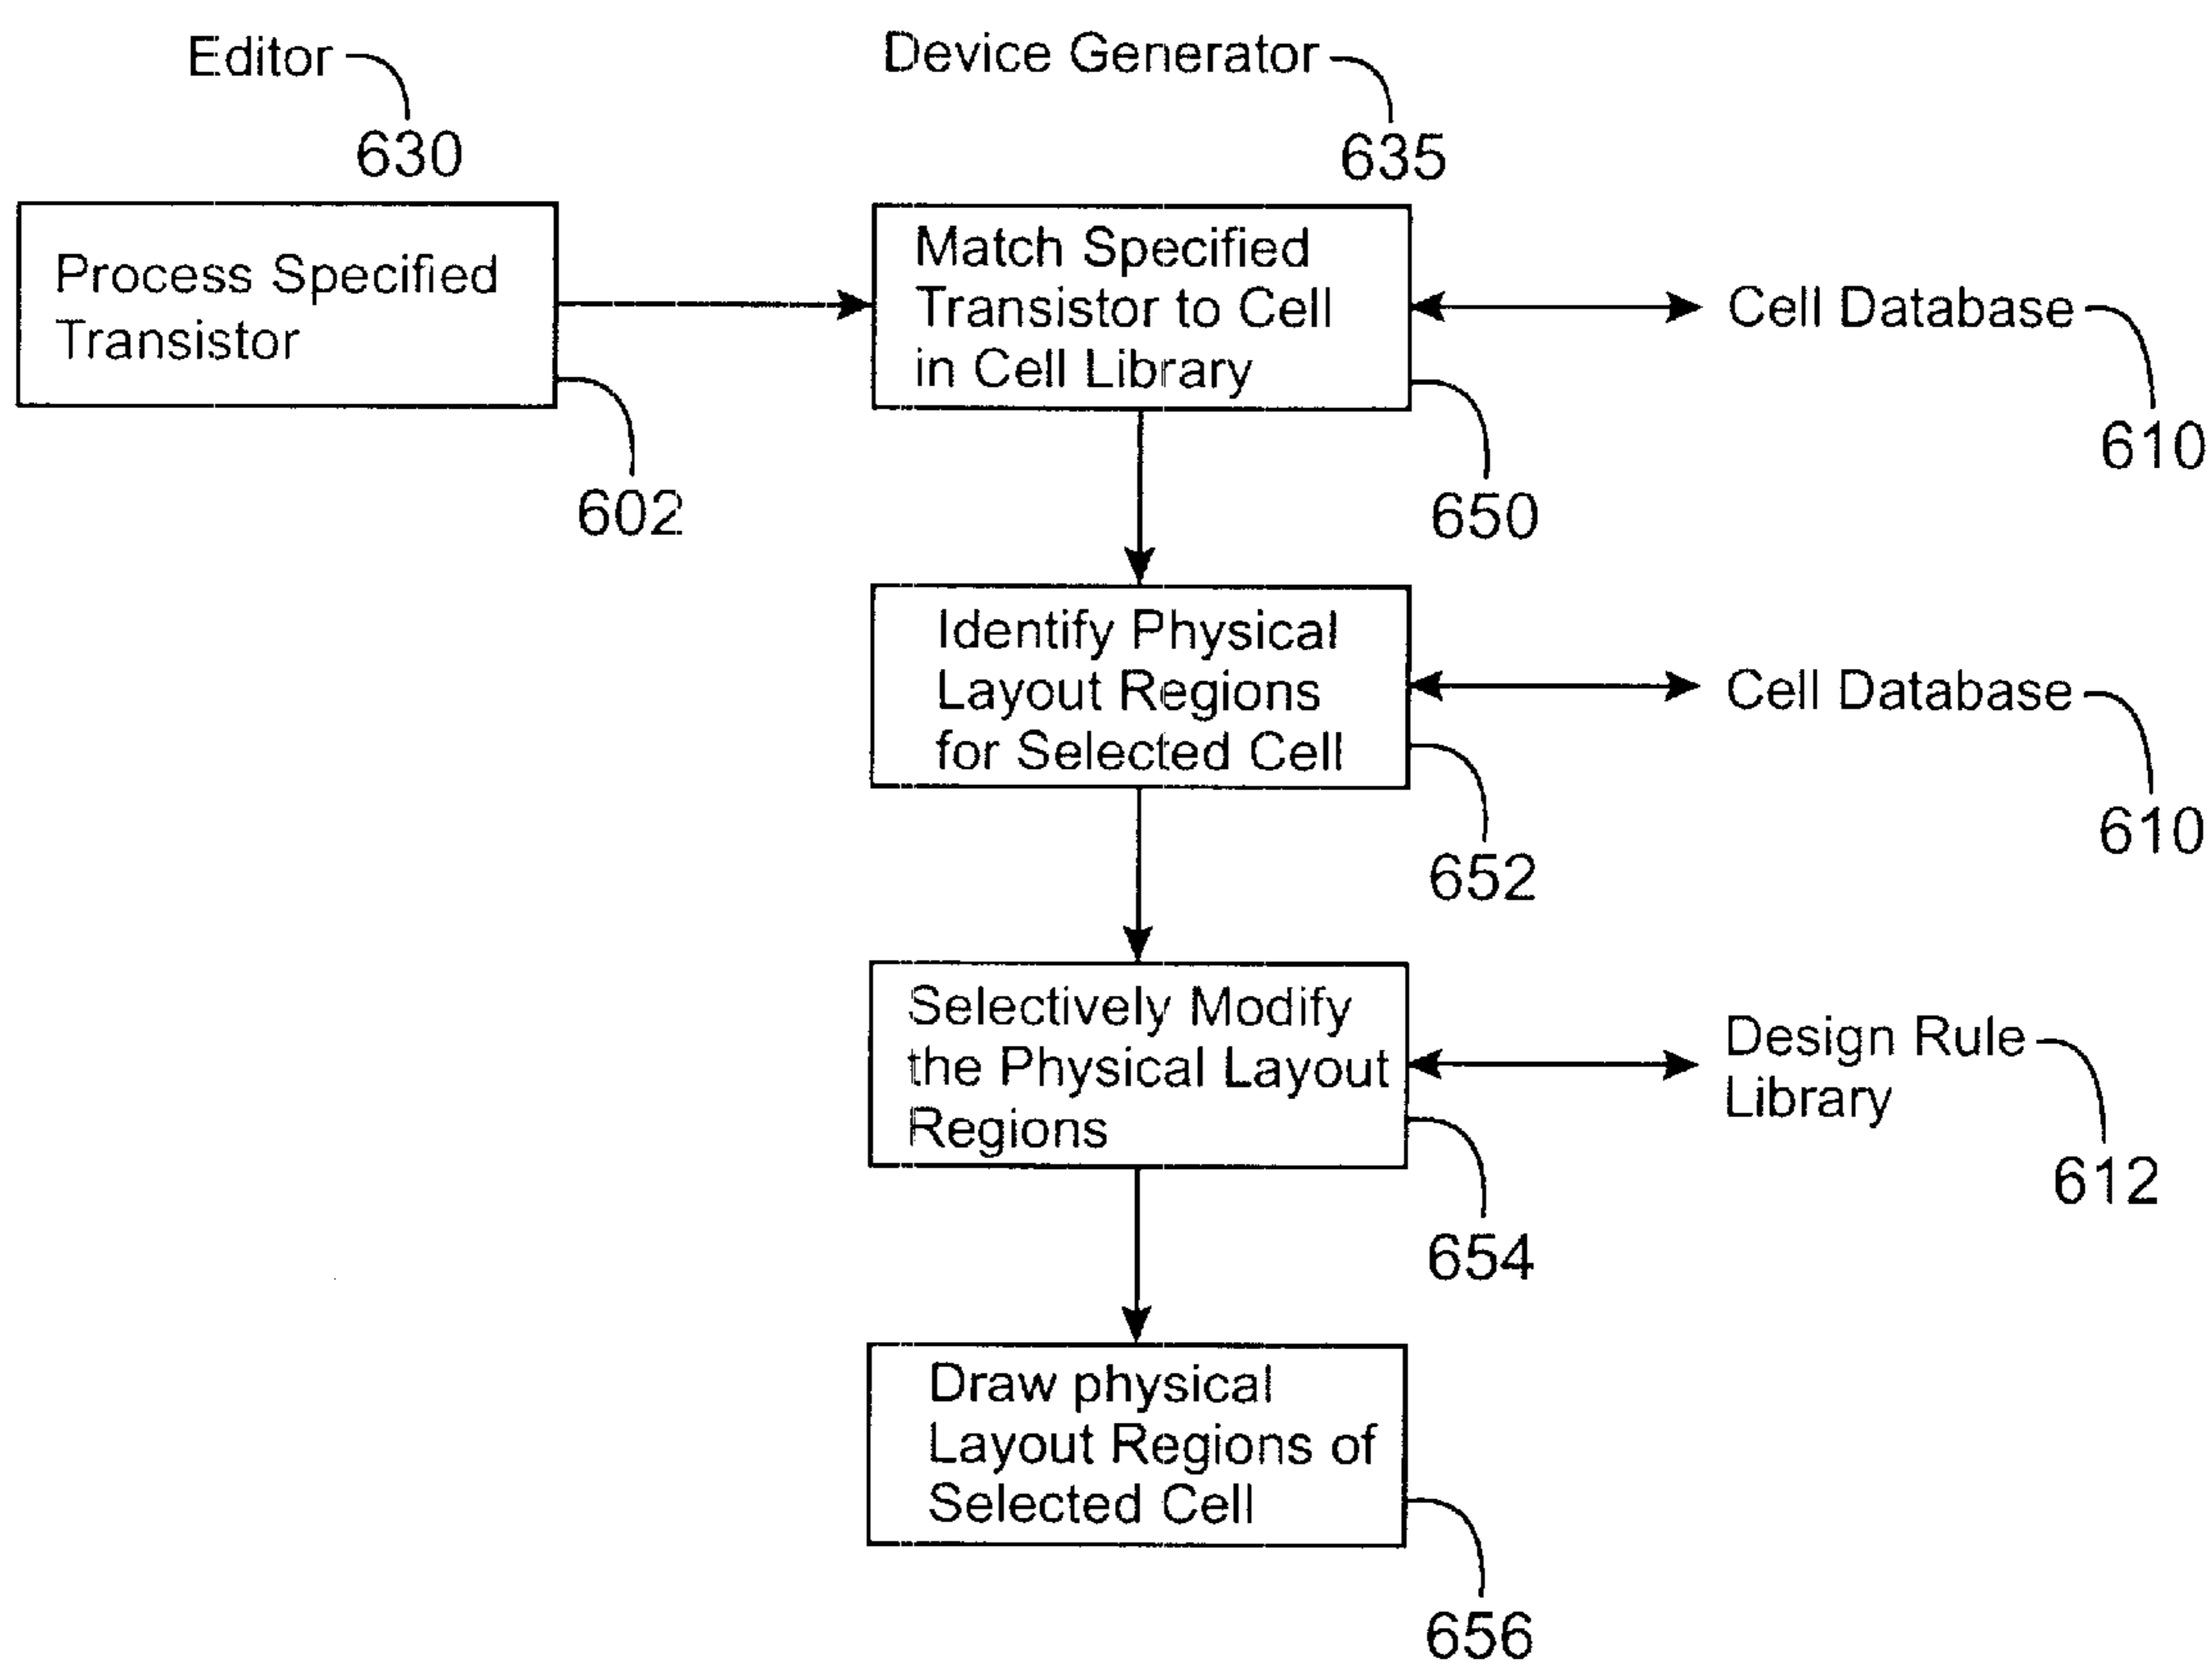 Editor
630
Device Generator
635
Process Specified
Transistor
602
Match Specified
Transistor to Cell
in Cell Library
650
Cell Database
610
Identify Physical
Layout Regions
for Selected Cell
652
Cell Database
610
Selectively Modify
the Physical Layout
Regions
654
Design Rule
Library
612
Draw physical
Layout Regions of
Selected Cell
656